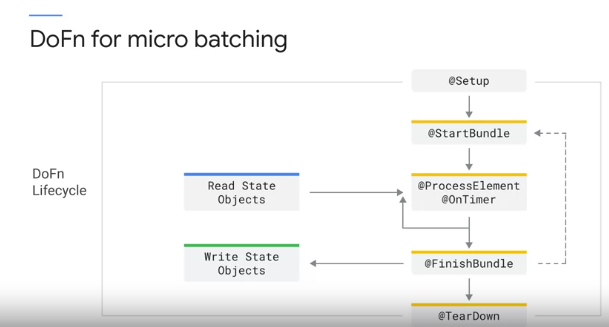 DoFn for micro batching
@Setup
@StartBundle
DoFn
Lifecycle
Read State
Objects
@ProcessElement
@OnTimer
Write State
Objects
@FinishBundle
@TearDown